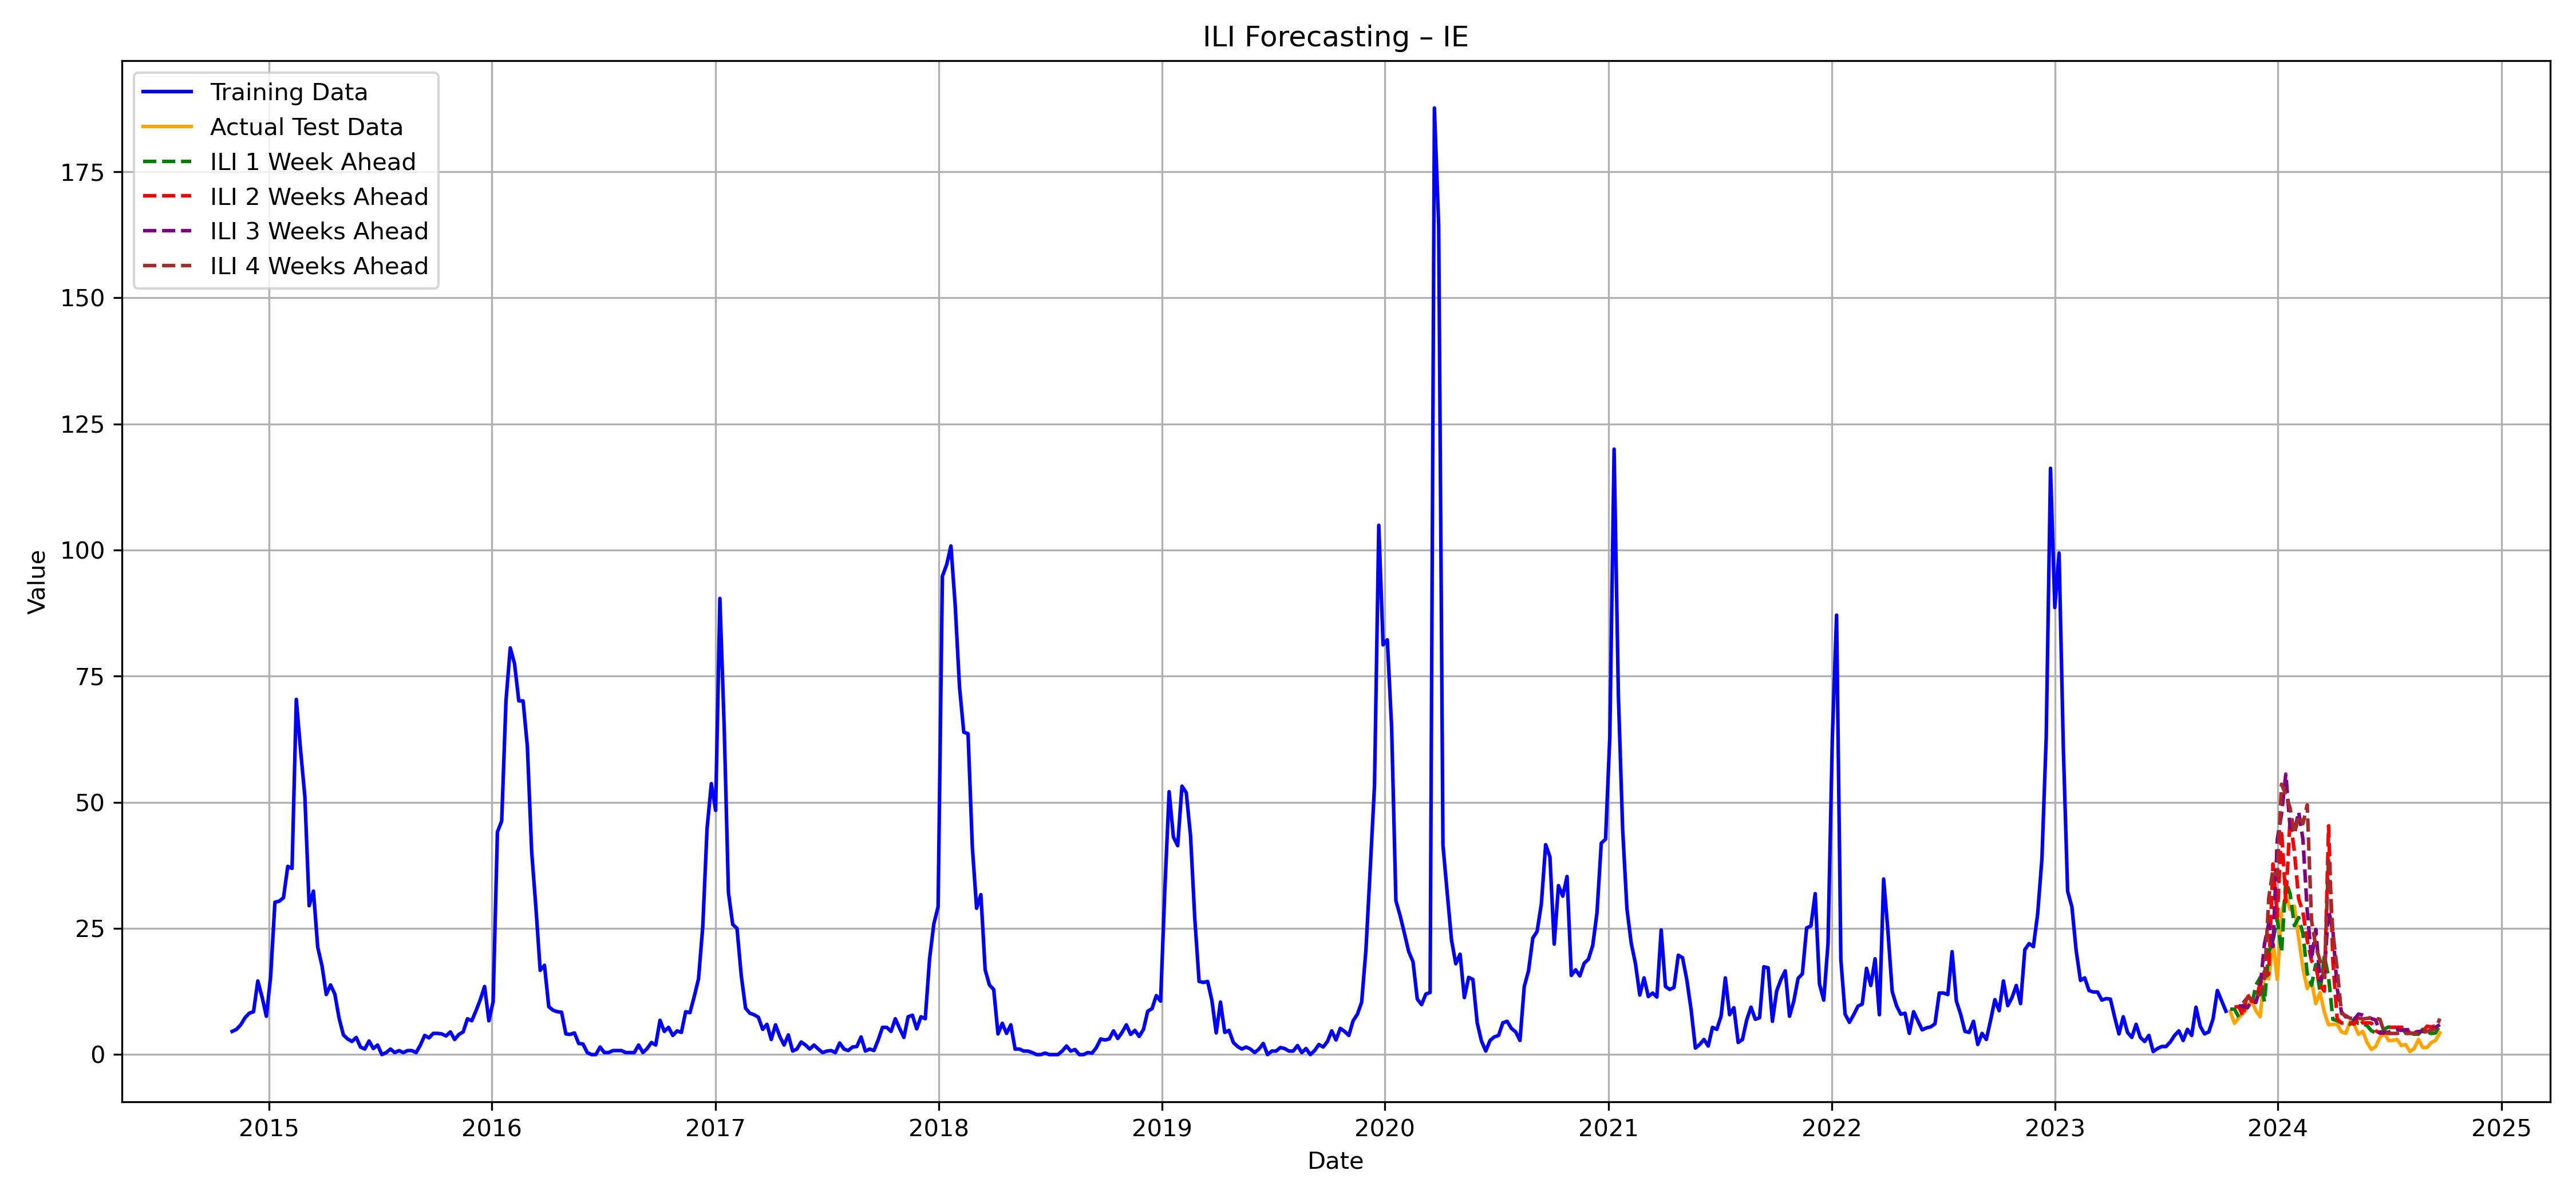 ILI Forecasting – IE
Training Data
Actual Test Data
ILI 1 Week Ahead
ILI 2 Weeks Ahead
ILI 3 Weeks Ahead
ILI 4 Weeks Ahead
Value
175
150
125
100
75
50
25
0
2015 2016 2017 2018 2019 2020 2021 2022 2023 2024 2025
Date